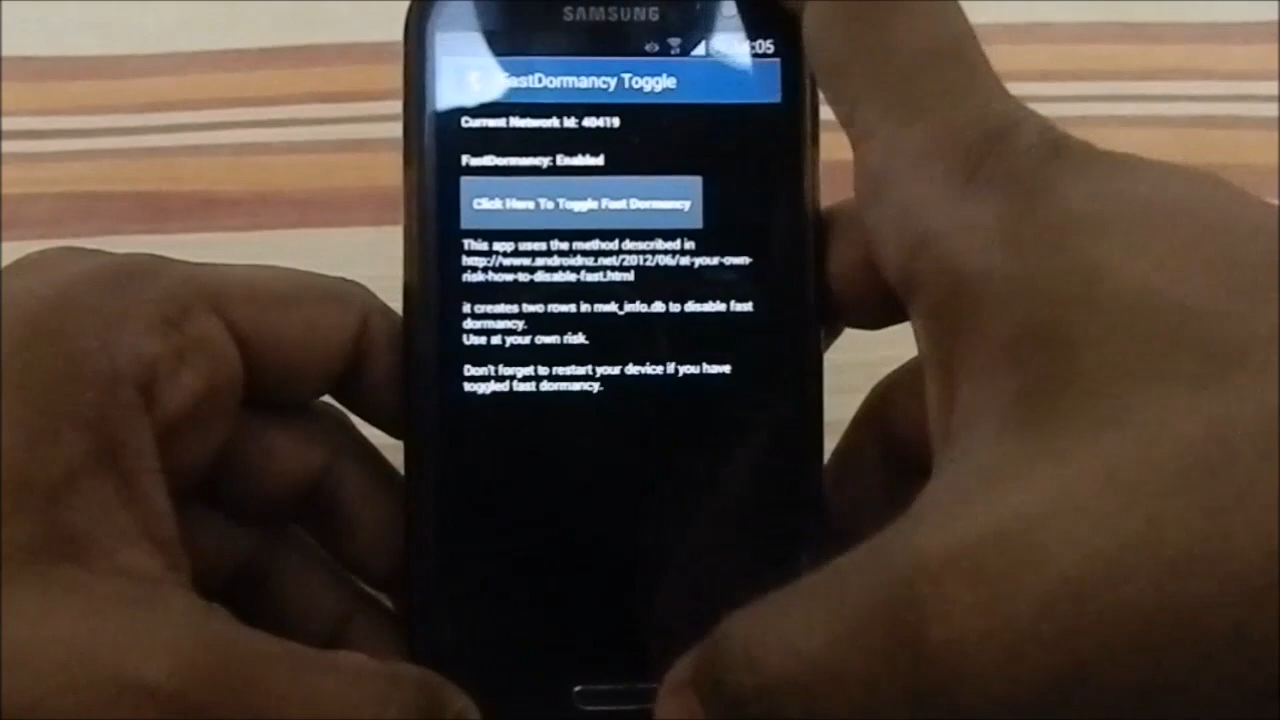 SAMSUNG
:05
FastDormancy Toggle
Current Network Id: 40419
FastDormancy: Enabled
Click Here To Toggle Fast Dormancy
This app uses the method described in
http://www.androidnz.net/2012/06/at-your-own-
risk-how-to-disable-fast.html
it creates two rows in nwk_info.db to disable fast
dormancy.
Use at your own risk.
Don't forget to restart your device if you have
toggled fast dormancy.